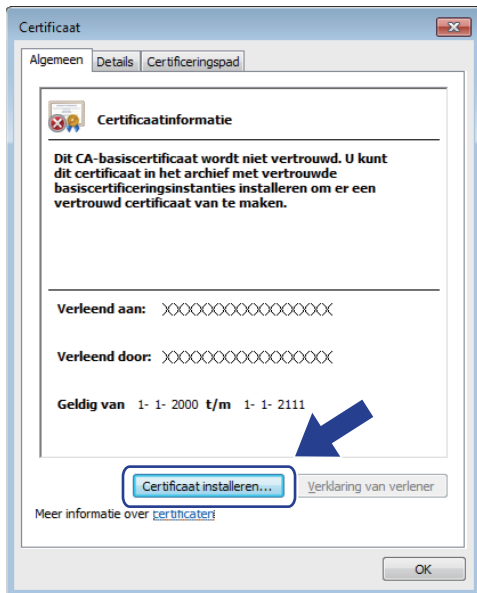 Certificaat
Algemeen Details Certificeringspad
Certificaatinformatie
Dit CA-basiscertificaat wordt niet vertrouwd. U kunt
dit certificaat in het archief met vertrouwde
basiscertificeringsinstanties installeren om er een
vertrouwd certificaat van te maken.
Verleend aan: XXXXXXXXXXXXXXXXX
Verleend door: XXXXXXXXXXXXXXXXX
Geldig van 1- 1- 2000 t/m 1- 1- 2111
Certificaat installeren... Verklaring van verlener
Meer informatie over certificaten
OK